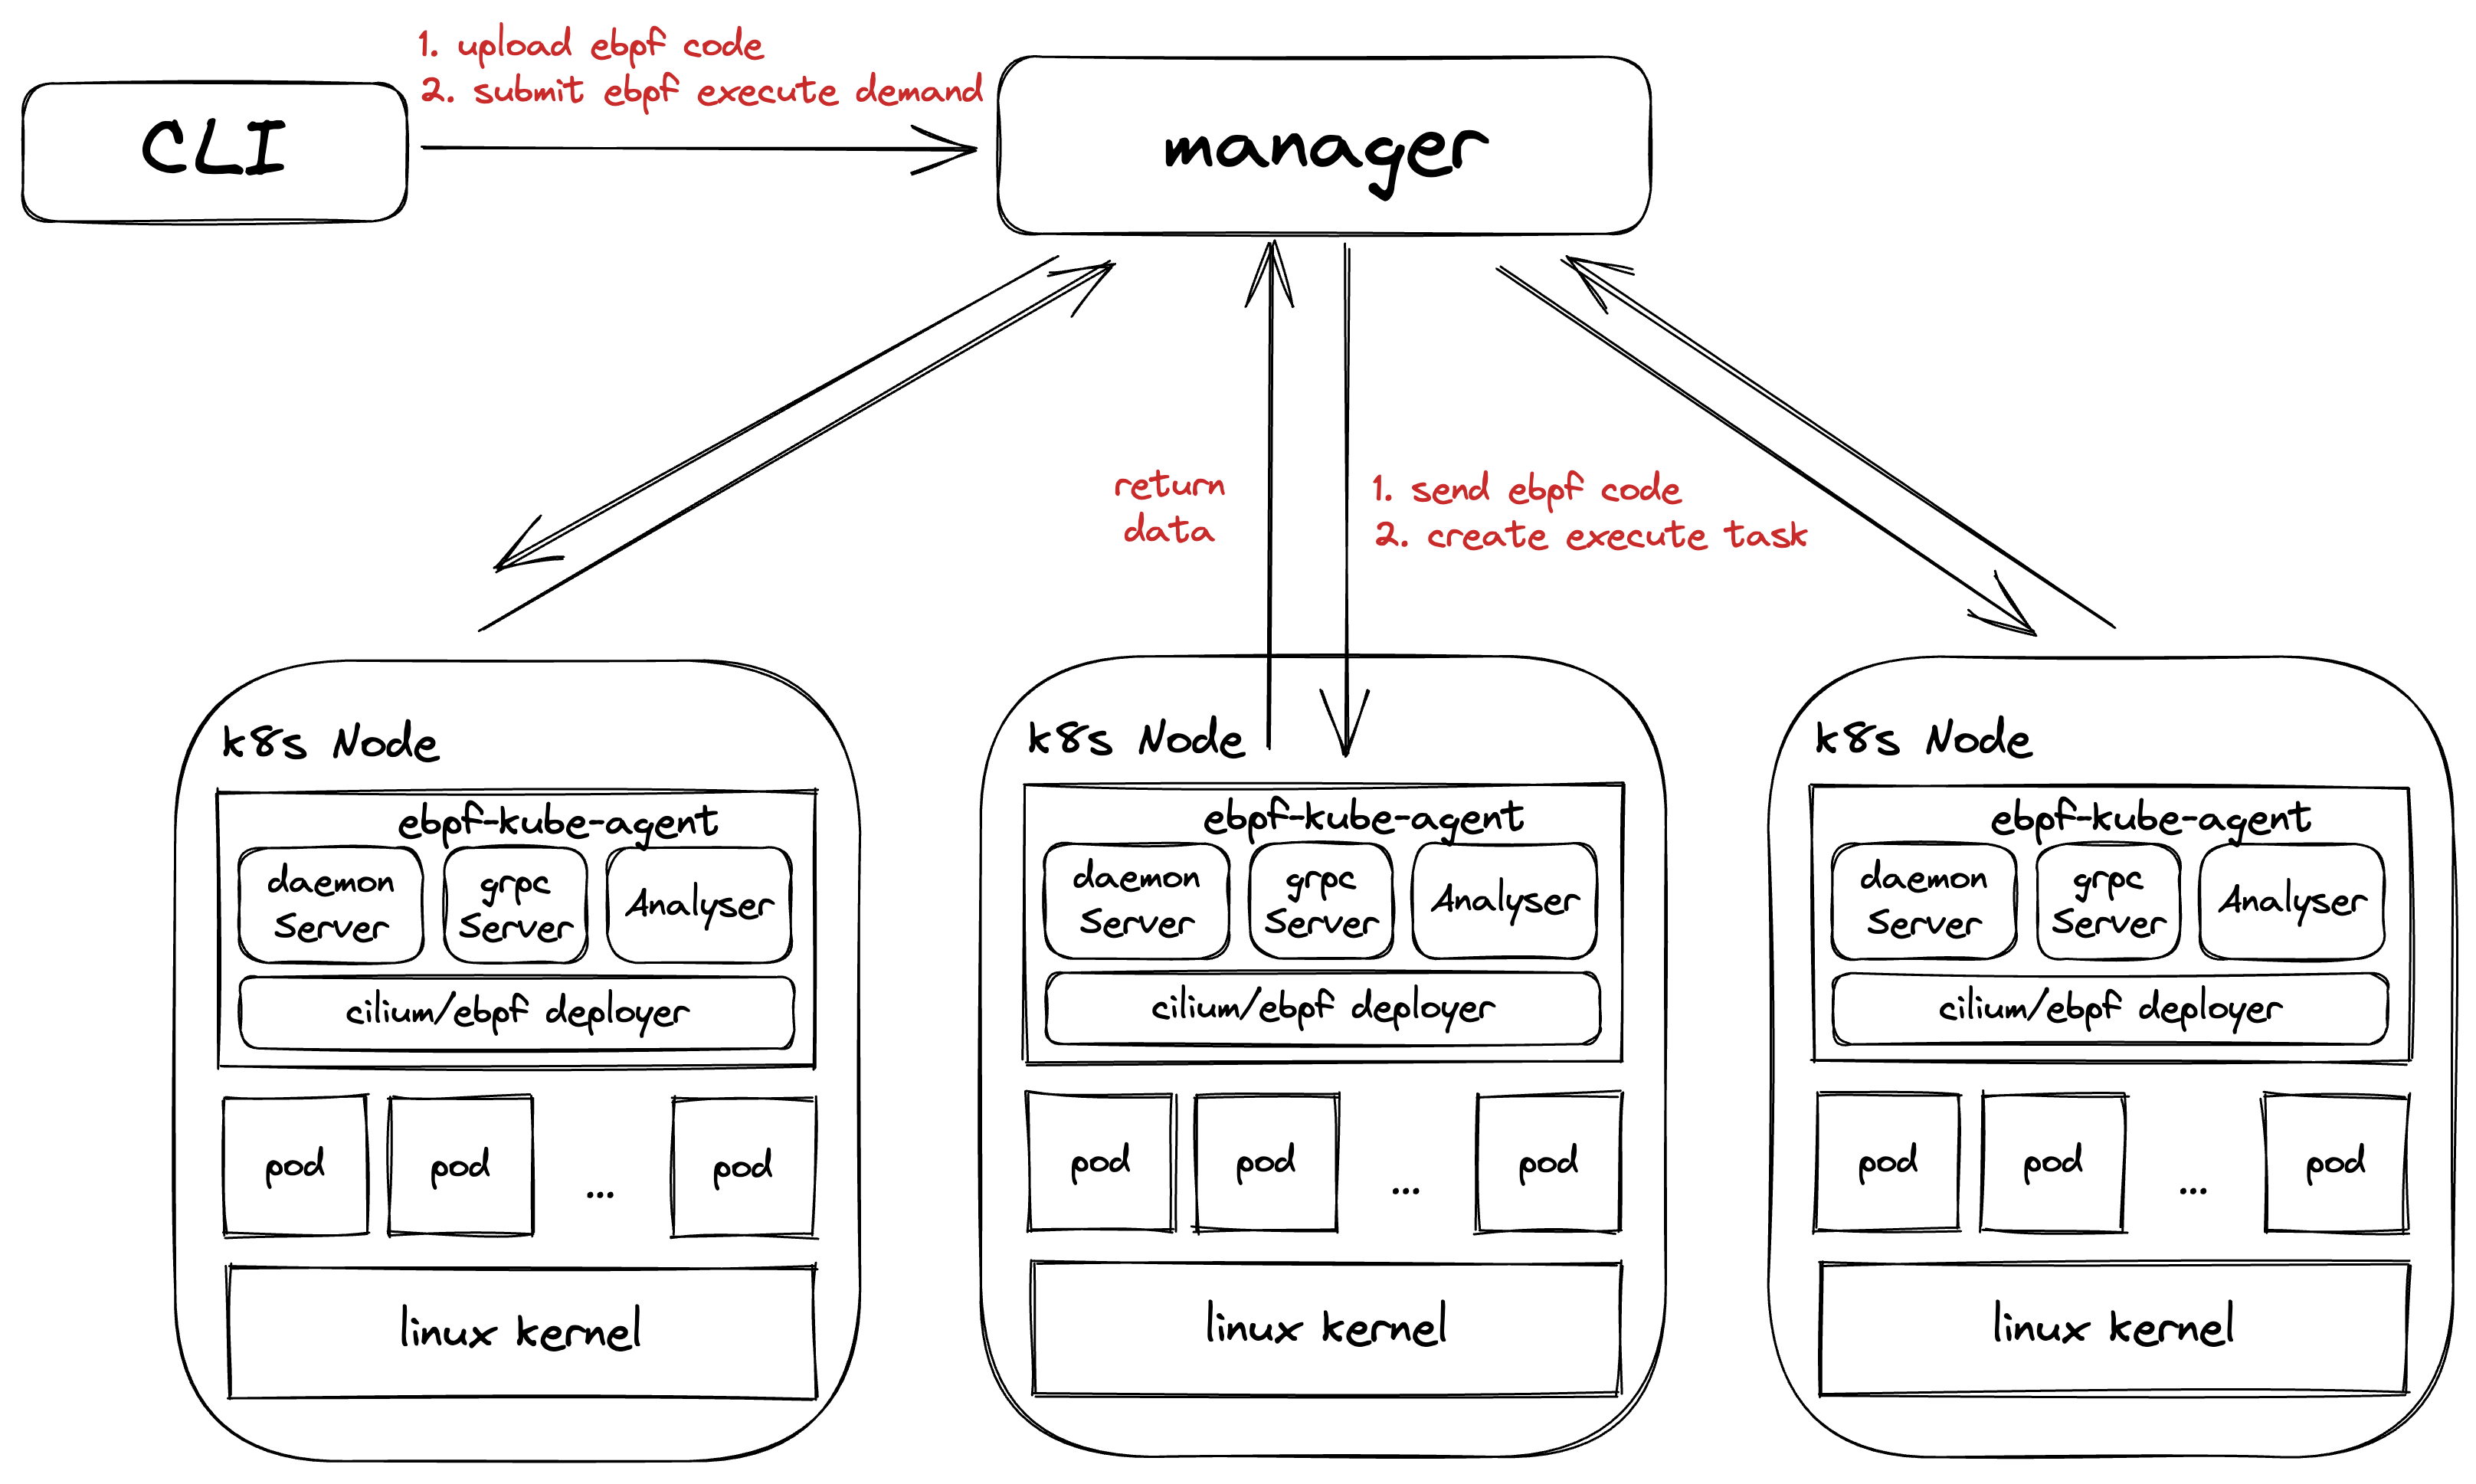 1. upload ebpf code
2. submit ebpf execute demand
CLI
manager
return
data
1. send ebpf code
2. create execute task
k8s Node
ebpf-kube-agent
daemon
Server
grpc
Server
Analyser
cilium/ebpf deployer
pod
pod
...
pod
linux kernel
k8s Node
ebpf-kube-agent
daemon
Server
grpc
Server
Analyser
cilium/ebpf deployer
pod
pod
...
pod
linux kernel
k8s Node
ebpf-kube-agent
daemon
Server
grpc
Server
Analyser
cilium/ebpf deployer
pod
pod
...
pod
linux kernel